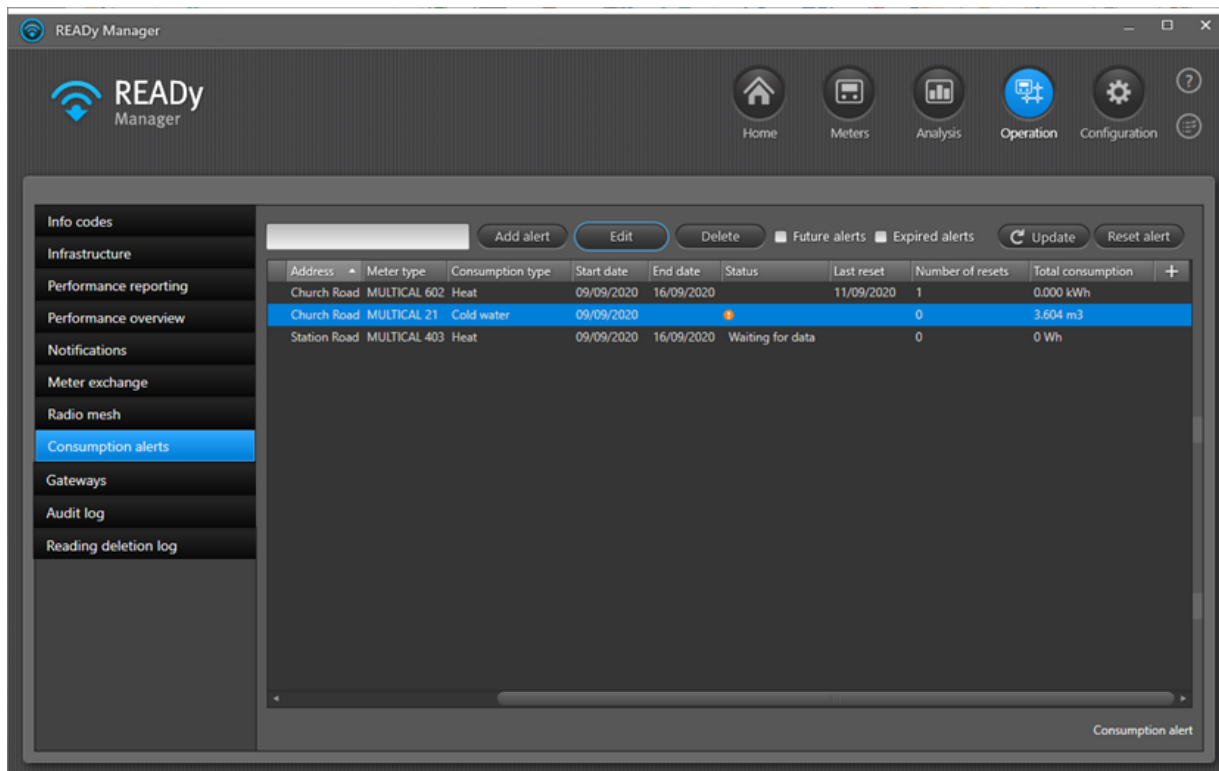 READy Manager
READy
Manager
Home Meters Analysis Operation Configuration
Info codes
Infrastructure
Performance reporting
Performance overview
Notifications
Meter exchange
Radio mesh
Consumption alerts
Gateways
Audit log
Reading deletion log
Add alert Edit Delete Future alerts Expired alerts Update Reset alert
Address Meter type Consumption type Start date End date Status Last reset Number of resets Total consumption +
Church Road MULTICAL 602 Heat 09/09/2020 16/09/2020 11/09/2020 1 0.000 kWh
Church Road MULTICAL 21 Cold water 09/09/2020 0 3.604 m3
Station Road MULTICAL 403 Heat 09/09/2020 16/09/2020 Waiting for data 0 0 Wh
Consumption alert